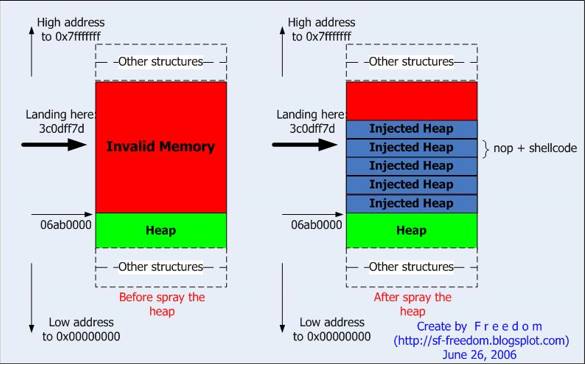 High address
to 0x7fffffff
Other structures
Landing here:
3c0dff7d
Invalid Memory
06ab0000
Heap
Other structures
Before spray the
heap
Low address
to 0x00000000
High address
to 0x7fffffff
Other structures
Landing here:
3c0dff7d
Injected Heap
Injected Heap
Injected Heap
Injected Heap
Injected Heap
nop + shellcode
06ab0000
Heap
Other structures
After spray the
heap
Low address
to 0x00000000
Create by F r e e d o m
(http://sf-freedom.blogspot.com)
June 26, 2006